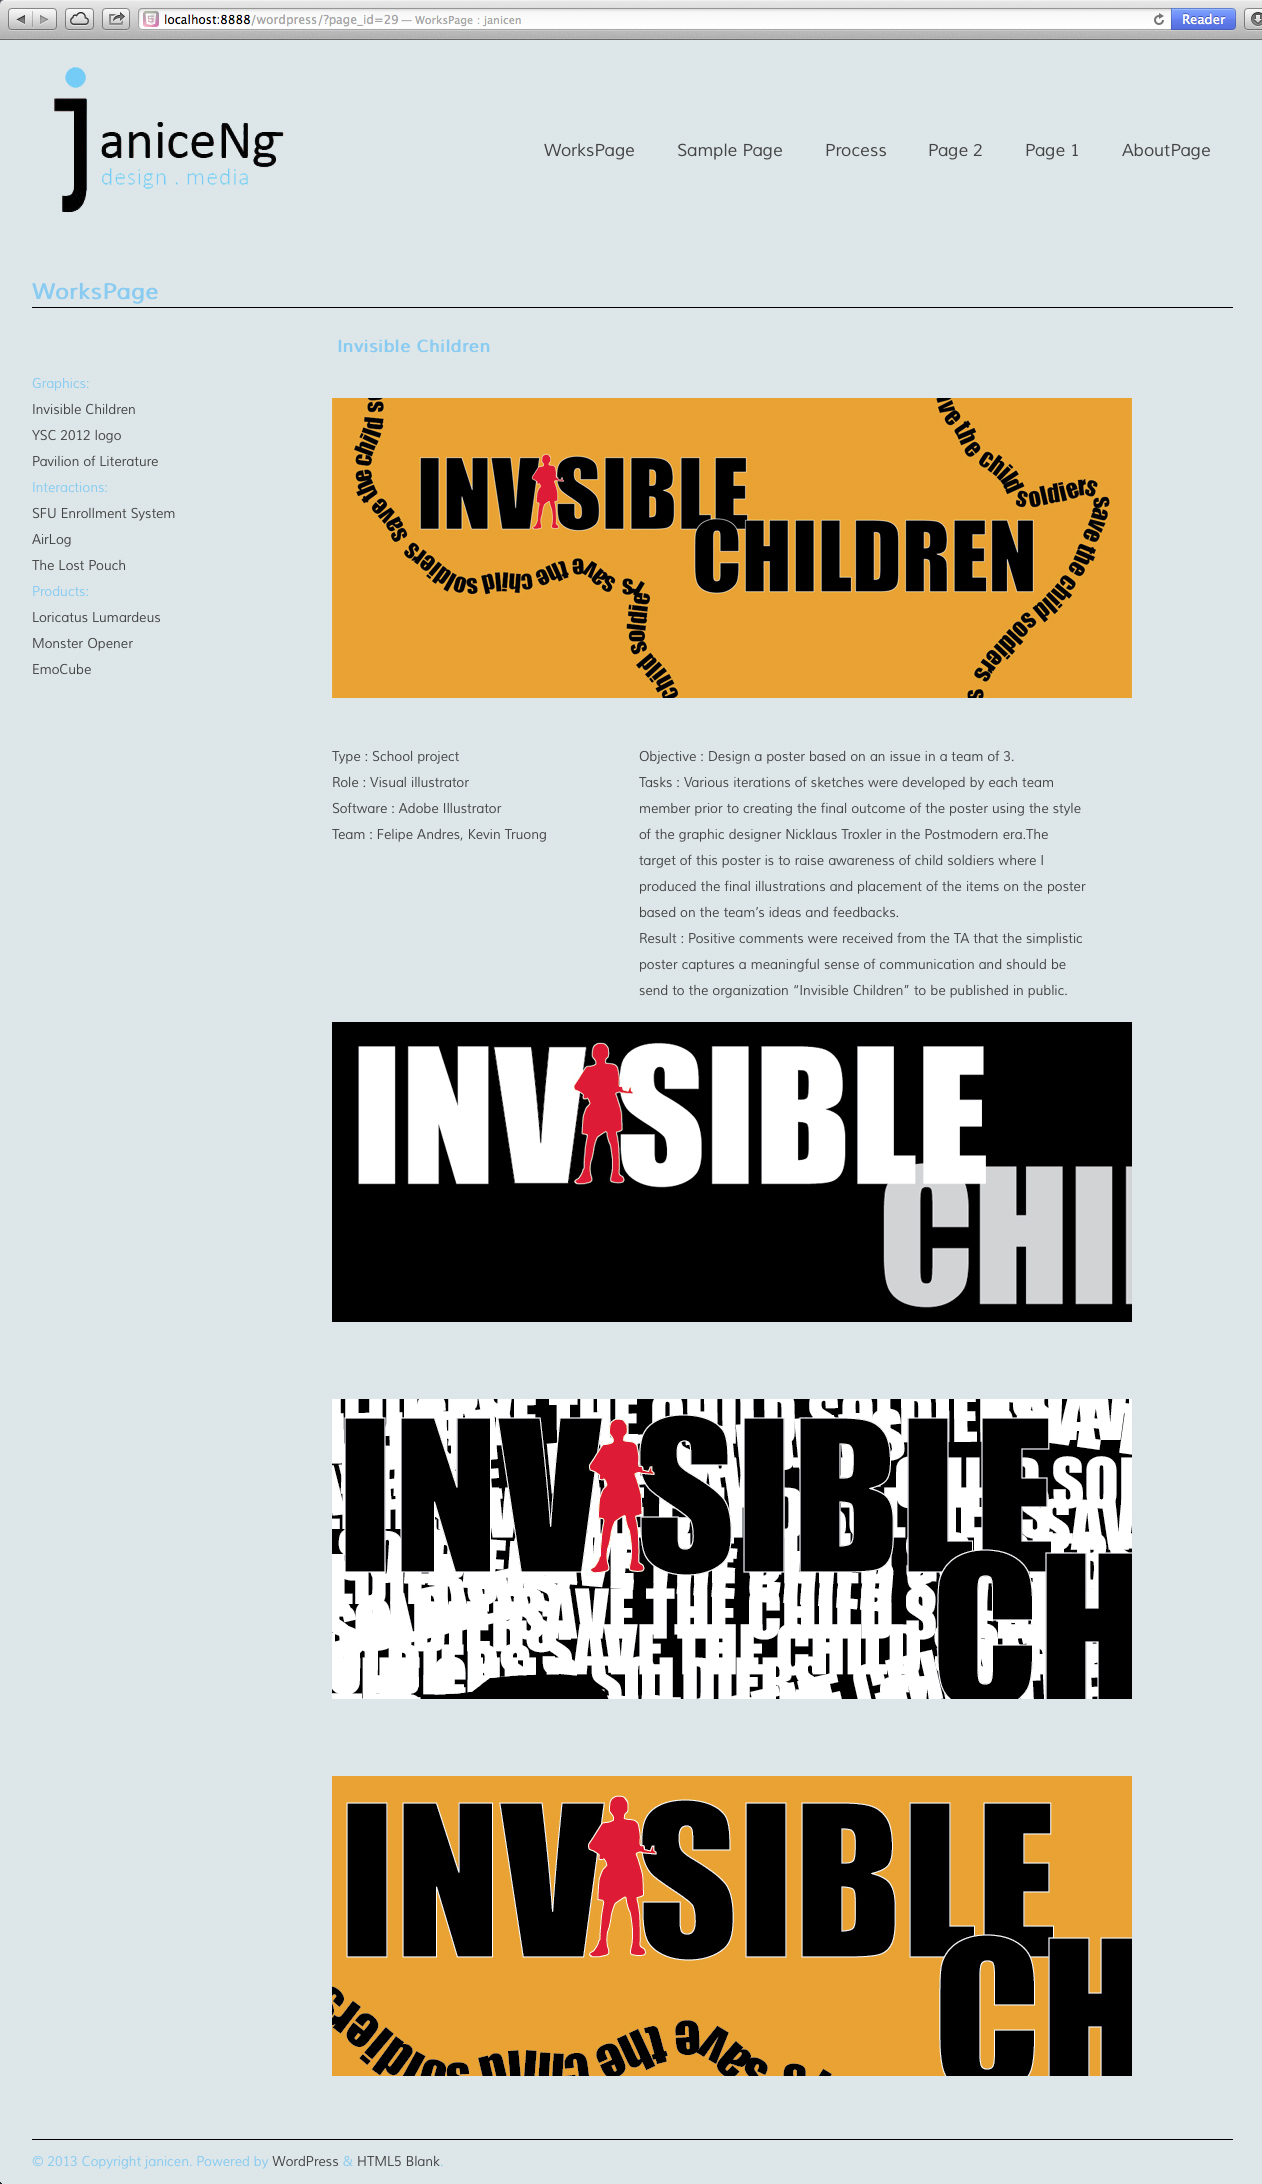 localhost:8888/wordpress/?page_id=29 — WorksPage : janicen
Reader
janiceNg
design . media
WorksPage Sample Page Process Page 2 Page 1 AboutPage
WorksPage
Invisible Children
Graphics:
Invisible Children
YSC 2012 logo
Pavilion of Literature
Interactions:
SFU Enrollment System
AirLog
The Lost Pouch
Products:
Loricatus Lumardeus
Monster Opener
EmoCube
save the child soldiers save the child soldiers
save the child soldiers save the child soldiers
INVISIBLE
CHILDREN
Type : School project
Role : Visual illustrator
Software : Adobe Illustrator
Team : Felipe Andres, Kevin Truong
Objective : Design a poster based on an issue in a team of 3.
Tasks : Various iterations of sketches were developed by each team
member prior to creating the final outcome of the poster using the style
of the graphic designer Nicklaus Troxler in the Postmodern era.The
target of this poster is to raise awareness of child soldiers where I
produced the final illustrations and placement of the items on the poster
based on the team’s ideas and feedbacks.
Result : Positive comments were received from the TA that the simplistic
poster captures a meaningful sense of communication and should be
send to the organization “Invisible Children” to be published in public.
INVISIBLE
CHI
INVISIBLE
CH
SAVE THE CHILD
SAVE THE CHILD
INVISIBLE
CH
soldiers child the save
© 2013 Copyright janicen. Powered by WordPress & HTML5 Blank.